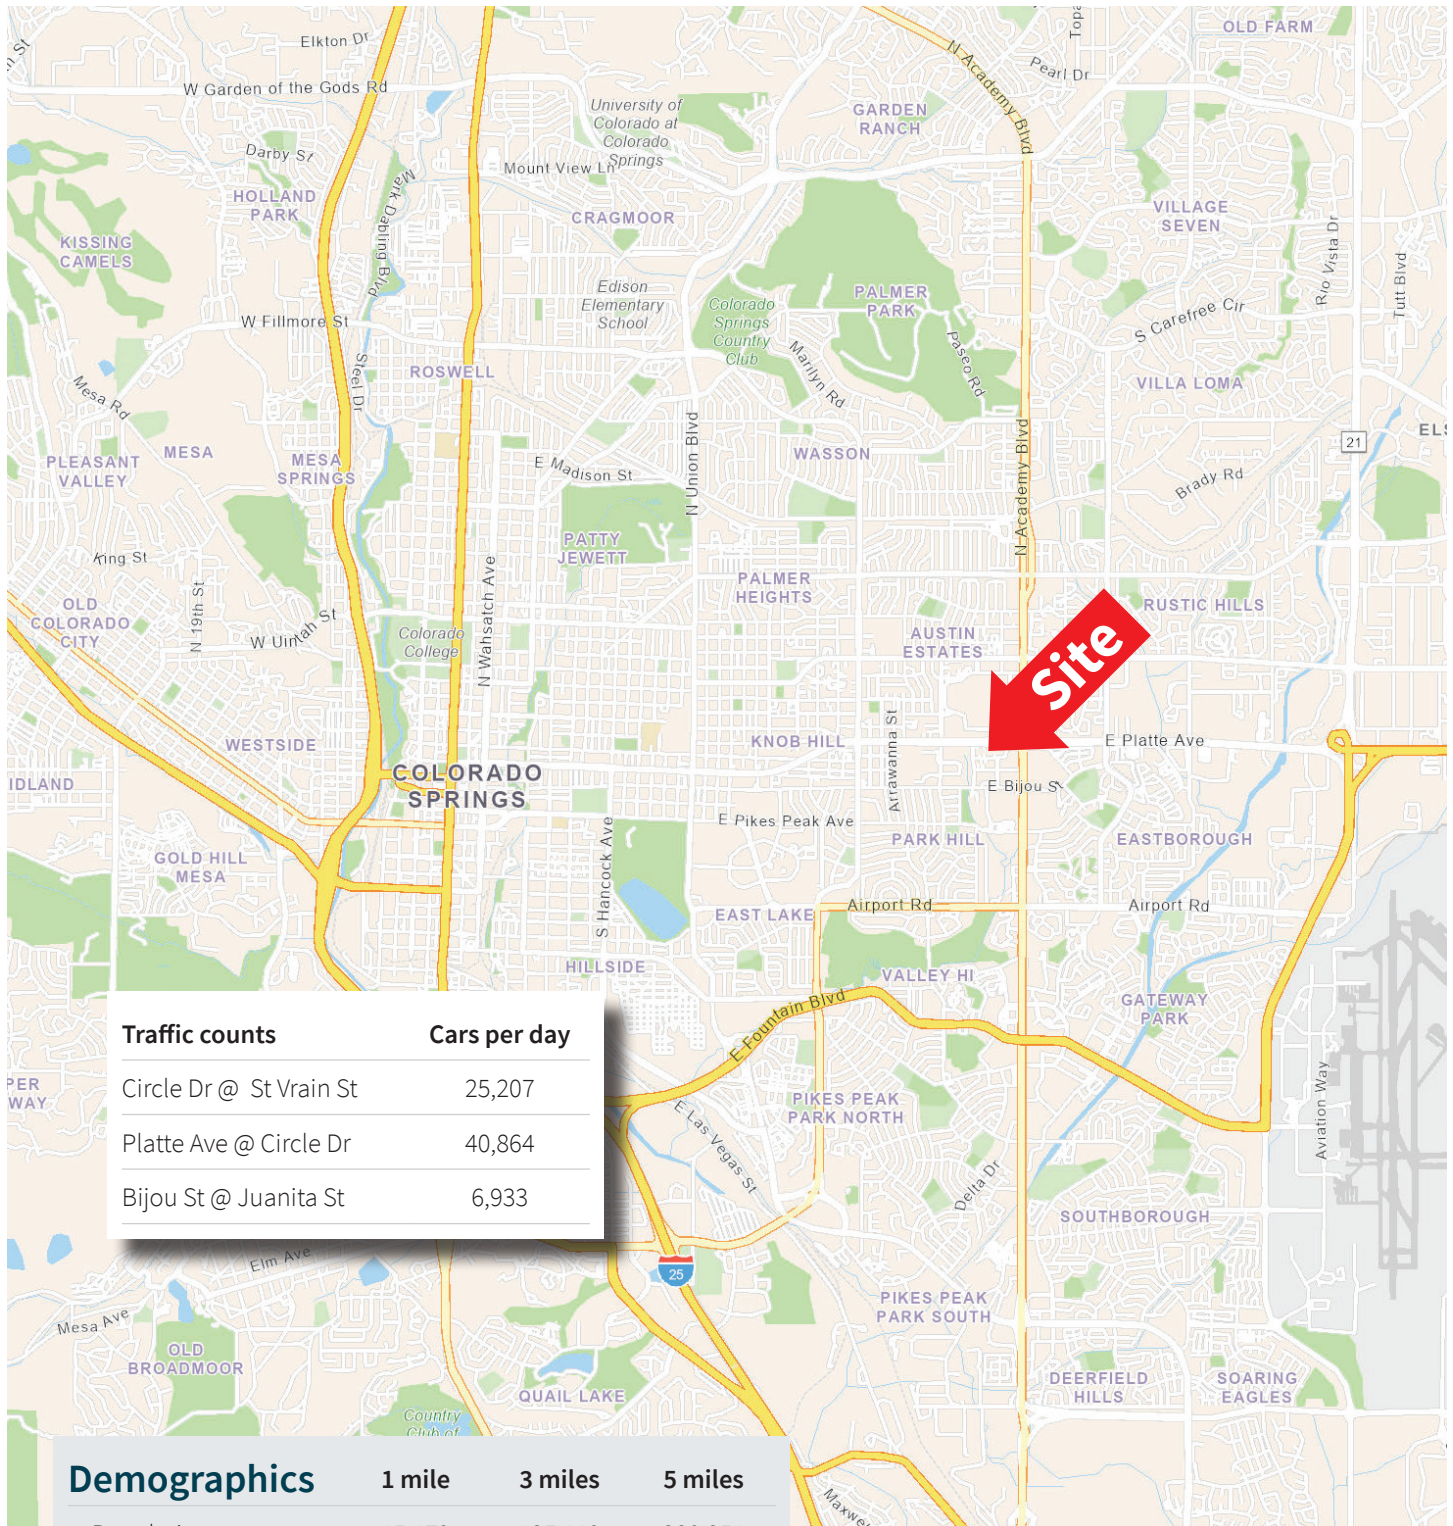 Elkton Dr
OLD FARM
Pearl Dr
N Academy Blvd
W Garden of the Gods Rd
University of
Colorado at
Colorado
Springs
GARDEN
RANCH
Darby St
Mount View Ln
Mark Dabling Blvd
HOLLAND
PARK
CRAGMOOR
VILLAGE
SEVEN
KISSING
CAMELS
Rio Vista Dr
Tutt Blvd
Edison
Elementary
School
Colorado
Springs
Country
Club
PALMER
PARK
W Fillmore St
S Carefree Cir
Steel Dr
ROSWELL
Marilyn Rd
Paseo Rd
VILLA LOMA
Mesa Rd
N Union Blvd
N Academy Blvd
21
PLEASANT
VALLEY
MESA
MESA
SPRINGS
E Madison St
WASSON
Brady Rd
King St
PATTY
JEWETT
PALMER
HEIGHTS
OLD
COLORADO
CITY
N 19th St
W Uintah St
Colorado
College
N Wahsatch Ave
AUSTIN
ESTATES
RUSTIC HILLS
Site
WESTSIDE
KNOB HILL
Arrawanna St
E Platte Ave
COLORADO
SPRINGS
IDLAND
E Bijou St
E Pikes Peak Ave
PARK HILL
EASTBOROUGH
GOLD HILL
MESA
S Hancock Ave
EAST LAKE
Airport Rd
Airport Rd
HILLSIDE
VALLEY HI
E Fountain Blvd
GATEWAY
PARK
Traffic counts Cars per day
Circle Dr @ St Vrain St 25,207
Platte Ave @ Circle Dr 40,864
Bijou St @ Juanita St 6,933
PER
WAY
E Las Vegas St
PIKES PEAK
PARK NORTH
Aviation Way
Delta Dr
SOUTHBOROUGH
Elm Ave
25
Mesa Ave
PIKES PEAK
PARK SOUTH
OLD
BROADMOOR
QUAIL LAKE
DEERFIELD
HILLS
SOARING
EAGLES
Country
Club of
Demographics 1 mile 3 miles 5 miles